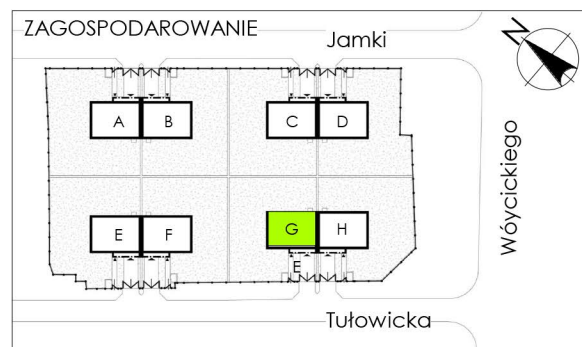 ZAGOSPODAROWANIE
Jamki
N
A B C D
Wóycickiego
E F G H
E
Tułowicka